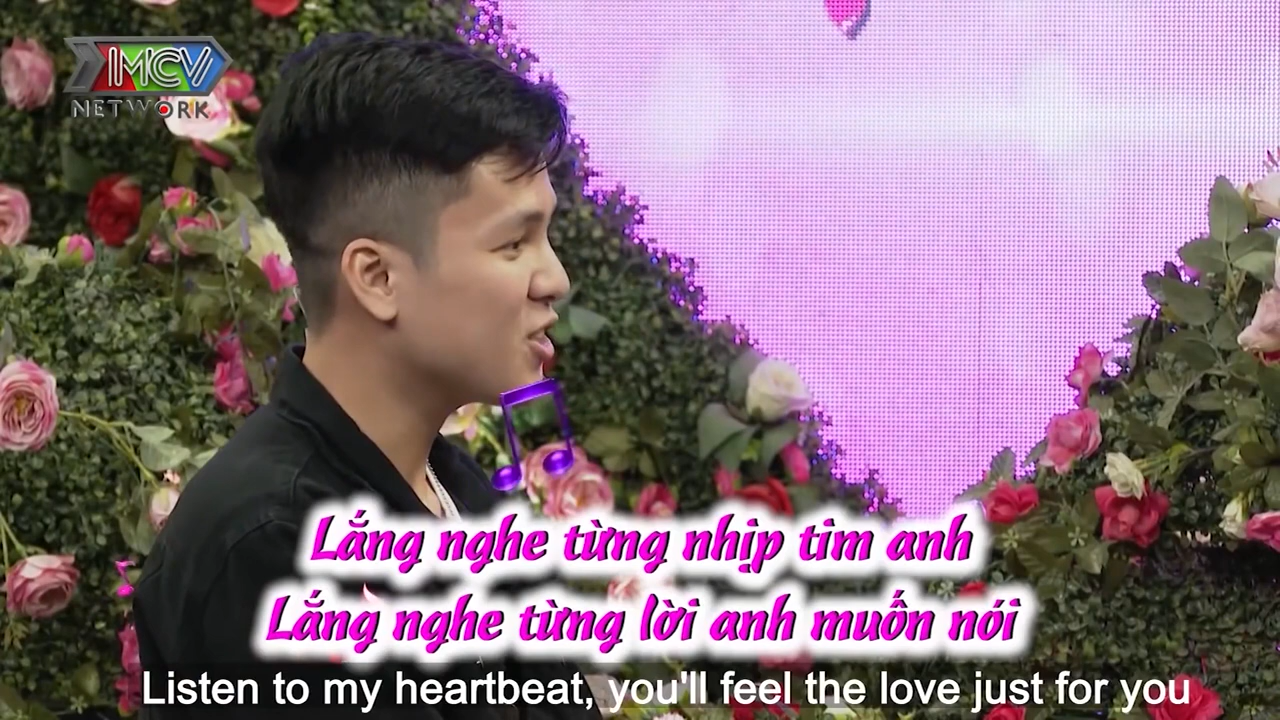 MCV
NETWORK
Lắng nghe từng nhịp tim anh
Lắng nghe từng lời anh muốn nói
Listen to my heartbeat, you'll feel the love just for you